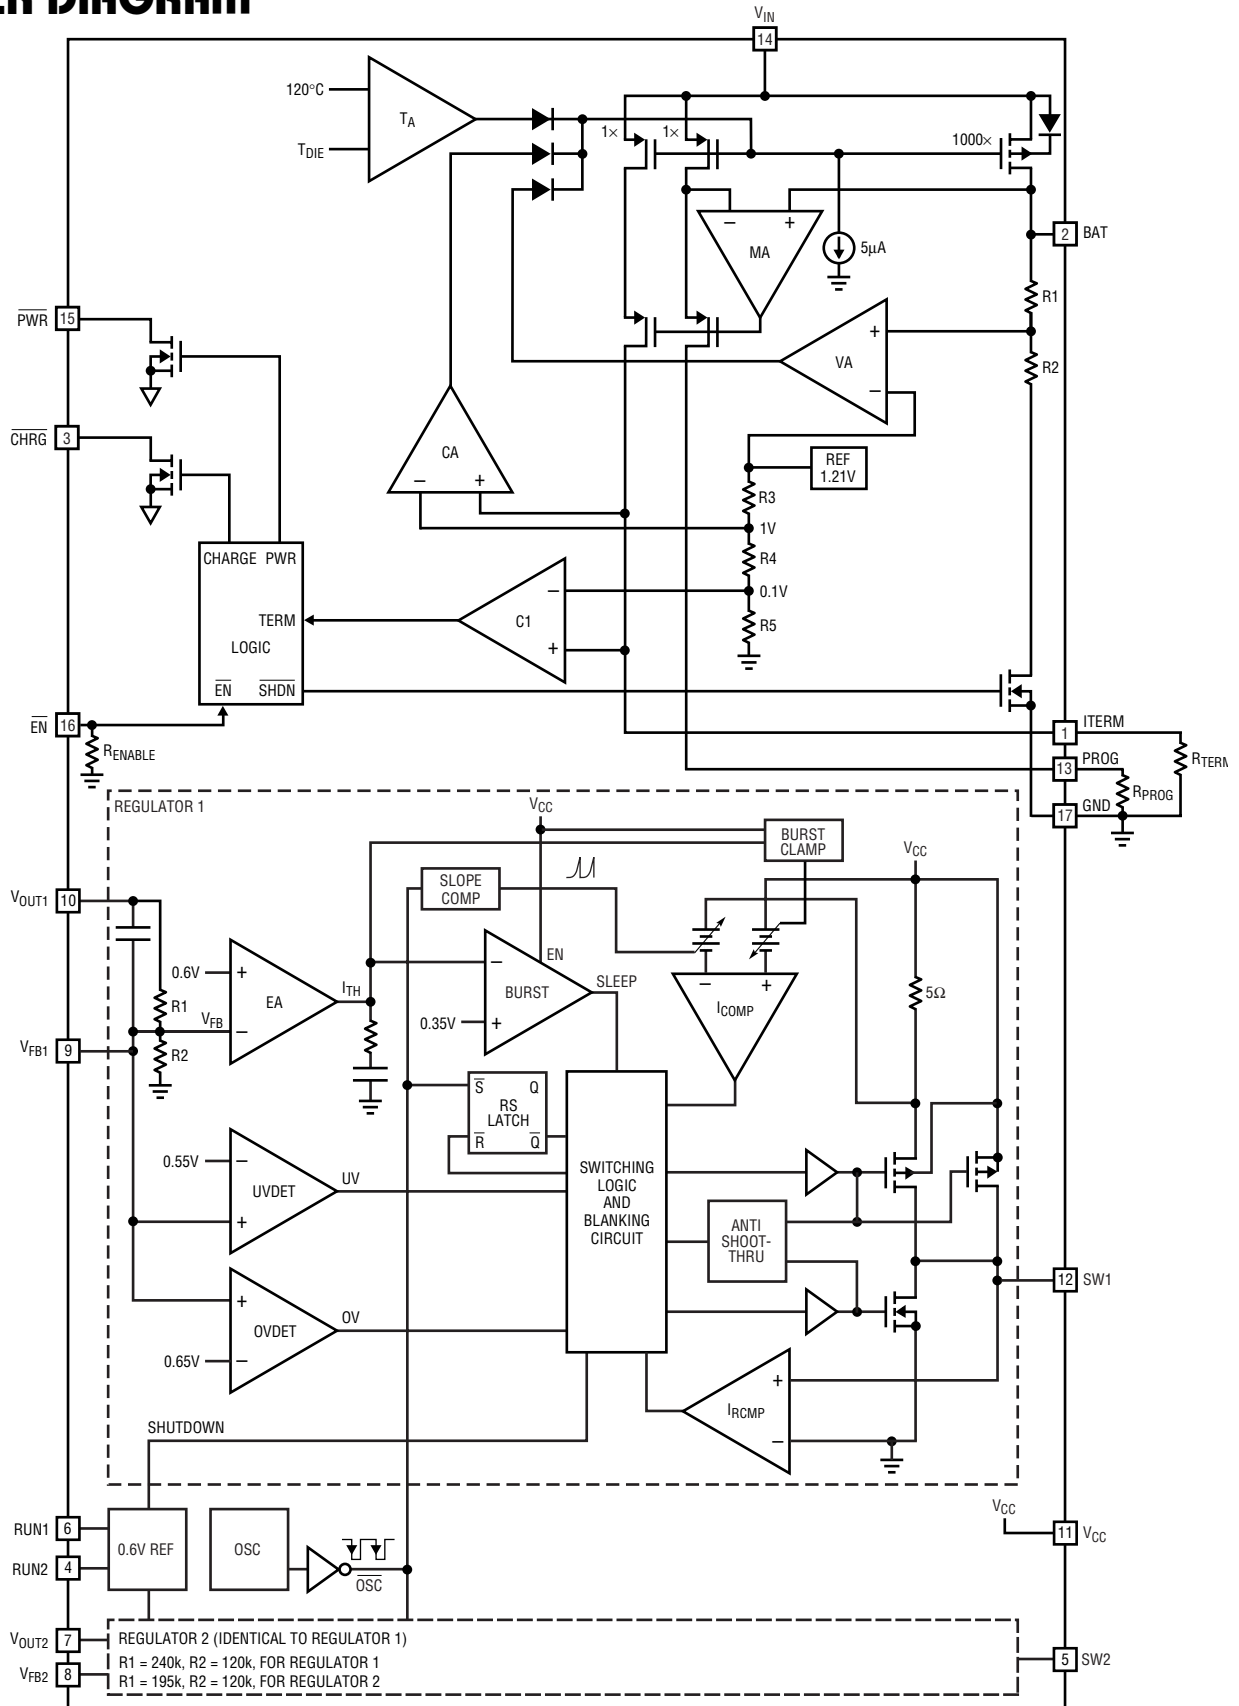 DIAGRAM
VIN
14
120°C
TA
TDIE
1×
1×
1000×
MA
– +
5µA
2 BAT
R1
R2
PWR 15
VA
+
–
CHRG 3
CA
– +
REF
1.21V
R3
1V
R4
0.1V
R5
CHARGE PWR
TERM
LOGIC
EN SHDN
C1
–
+
EN 16
RENABLE
1 ITERM
13 PROG
17 GND
RPROG
REGULATOR 1
VCC
BURST
CLAMP
VCC
SLOPE
COMP
VOUT1 10
0.6V
+
EA
–
ITH
R1
VFB
R2
VFB1 9
EN
–
BURST
+
SLEEP
0.35V
– +
ICOMP
5Ω
S Q
RS
LATCH
R Q
0.55V
–
UVDET
+
UV
SWITCHING
LOGIC
AND
BLANKING
CIRCUIT
ANTI
SHOOT-
THRU
12 SW1
+
OVDET
–
OV
0.65V
+
IRCMP
–
SHUTDOWN
RUN1 6
RUN2 4
0.6V REF
OSC
OSC
VCC
11 VCC
VOUT2 7
VFB2 8
REGULATOR 2 (IDENTICAL TO REGULATOR 1)
R1 = 240k, R2 = 120k, FOR REGULATOR 1
R1 = 195k, R2 = 120k, FOR REGULATOR 2
5 SW2